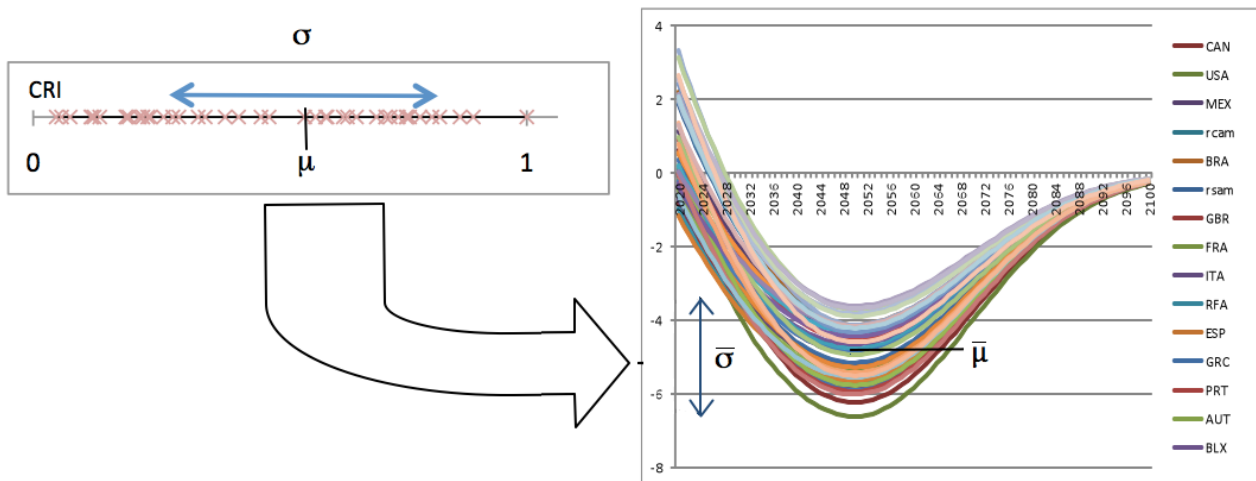 σ
CRI
0 μ 1
4
2
0
-2
-4
-6
-8
2020 2024 2028 2032 2036 2040 2044 2048 2052 2056 2060 2064 2068 2072 2076 2080 2084 2088 2092 2096 2100
σ̅
μ̅
CAN
USA
MEX
rcam
BRA
rsam
GBR
FRA
ITA
RFA
ESP
GRC
PRT
AUT
BLX